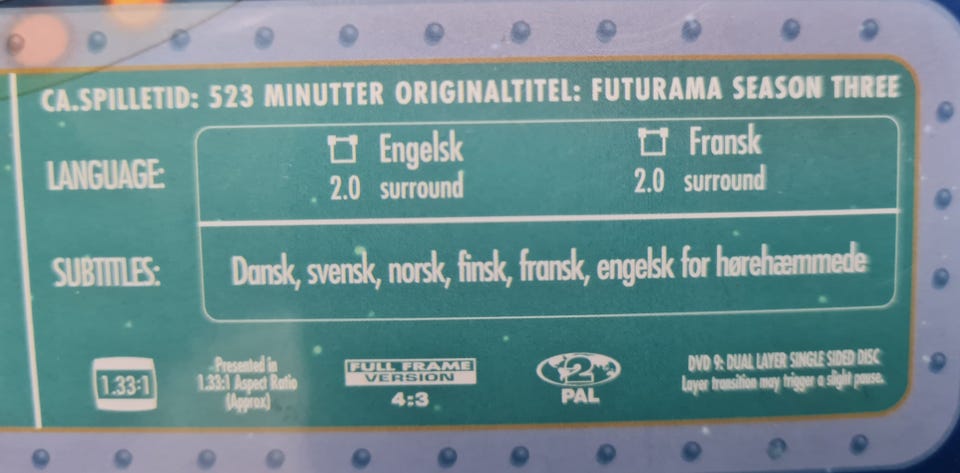 CA.SPILLETID: 523 MINUTTER ORIGINALTITEL: FUTURAMA SEASON THREE
LANGUAGE:
Engelsk
2.0 surround
Fransk
2.0 surround
SUBTITLES:
Dansk, svensk, norsk, finsk, fransk, engelsk for hørehæmmede
1.33:1
Presented in
1.33:1 Aspect Ratio
(Approx)
FULL FRAME
VERSION
4:3
2
PAL
DVD 9: DUAL LAYER SINGLE SIDED DISC
Layer transition may trigger a slight pause.